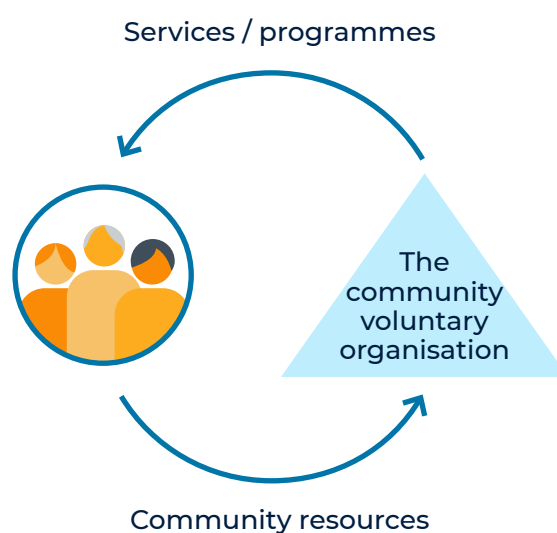 Services / programmes
The
community
voluntary
organisation
Community resources